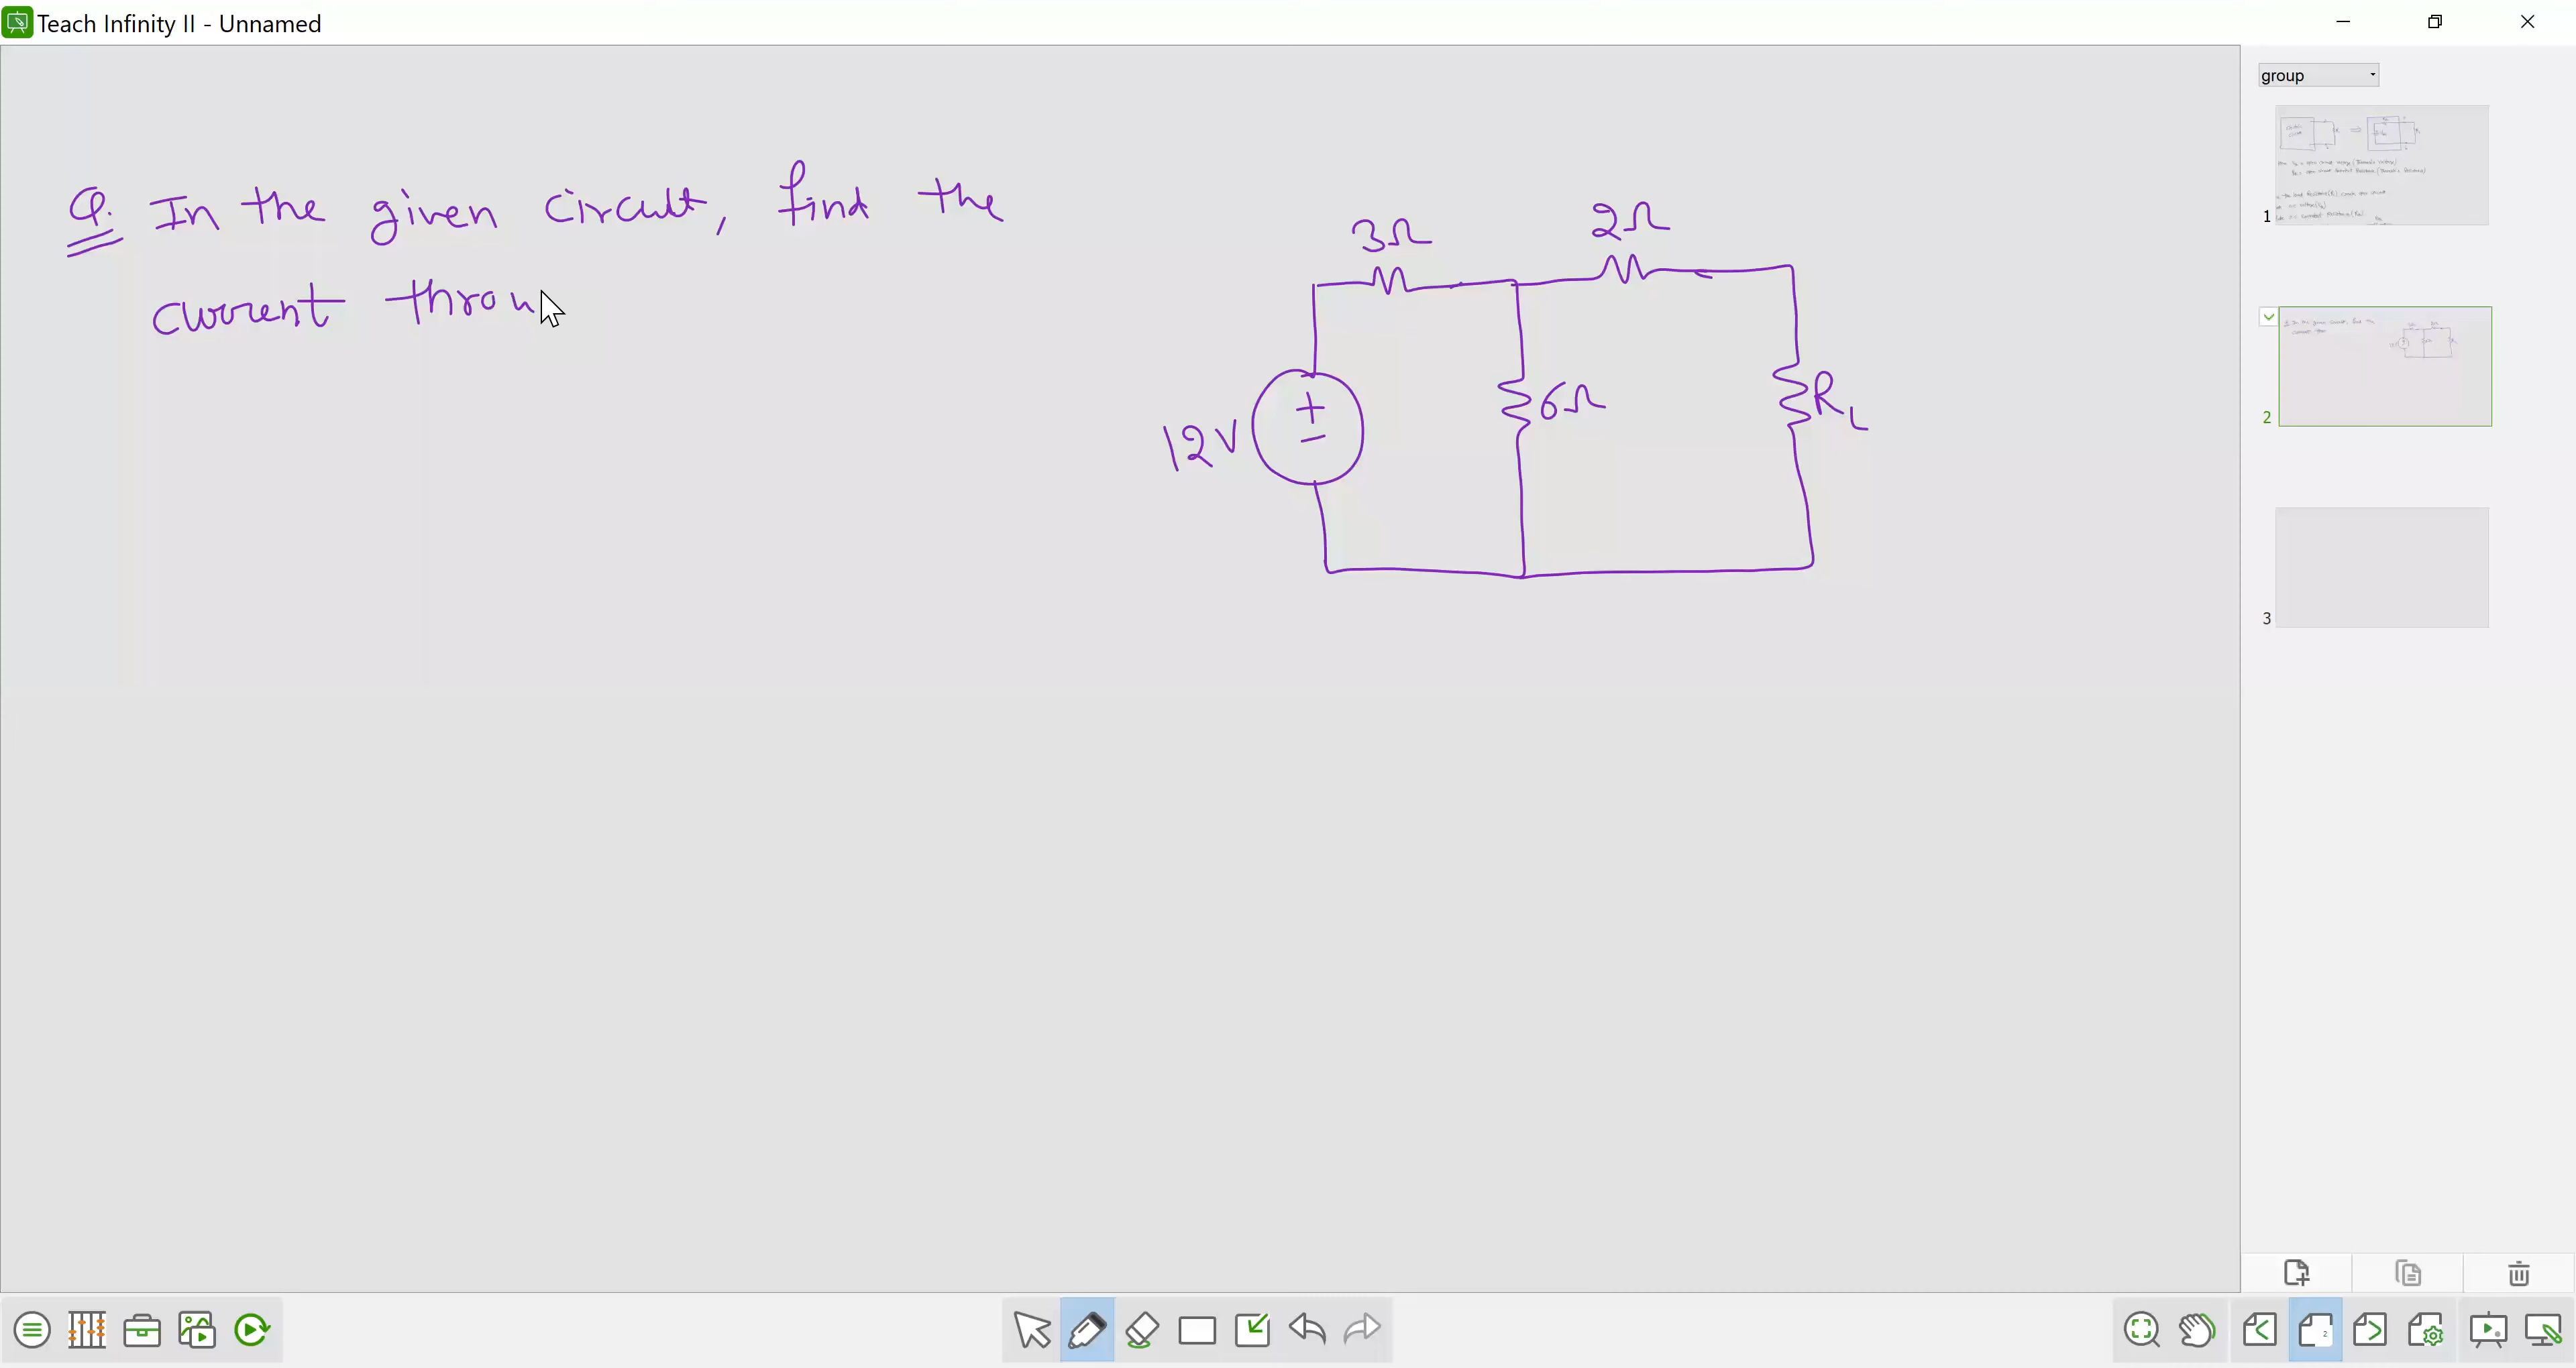 Teach Infinity II - Unnamed
group
Q. In the given circuit, find the
current throu
3Ω
2Ω
12V
+
-
6Ω
RL
1
2
3
2